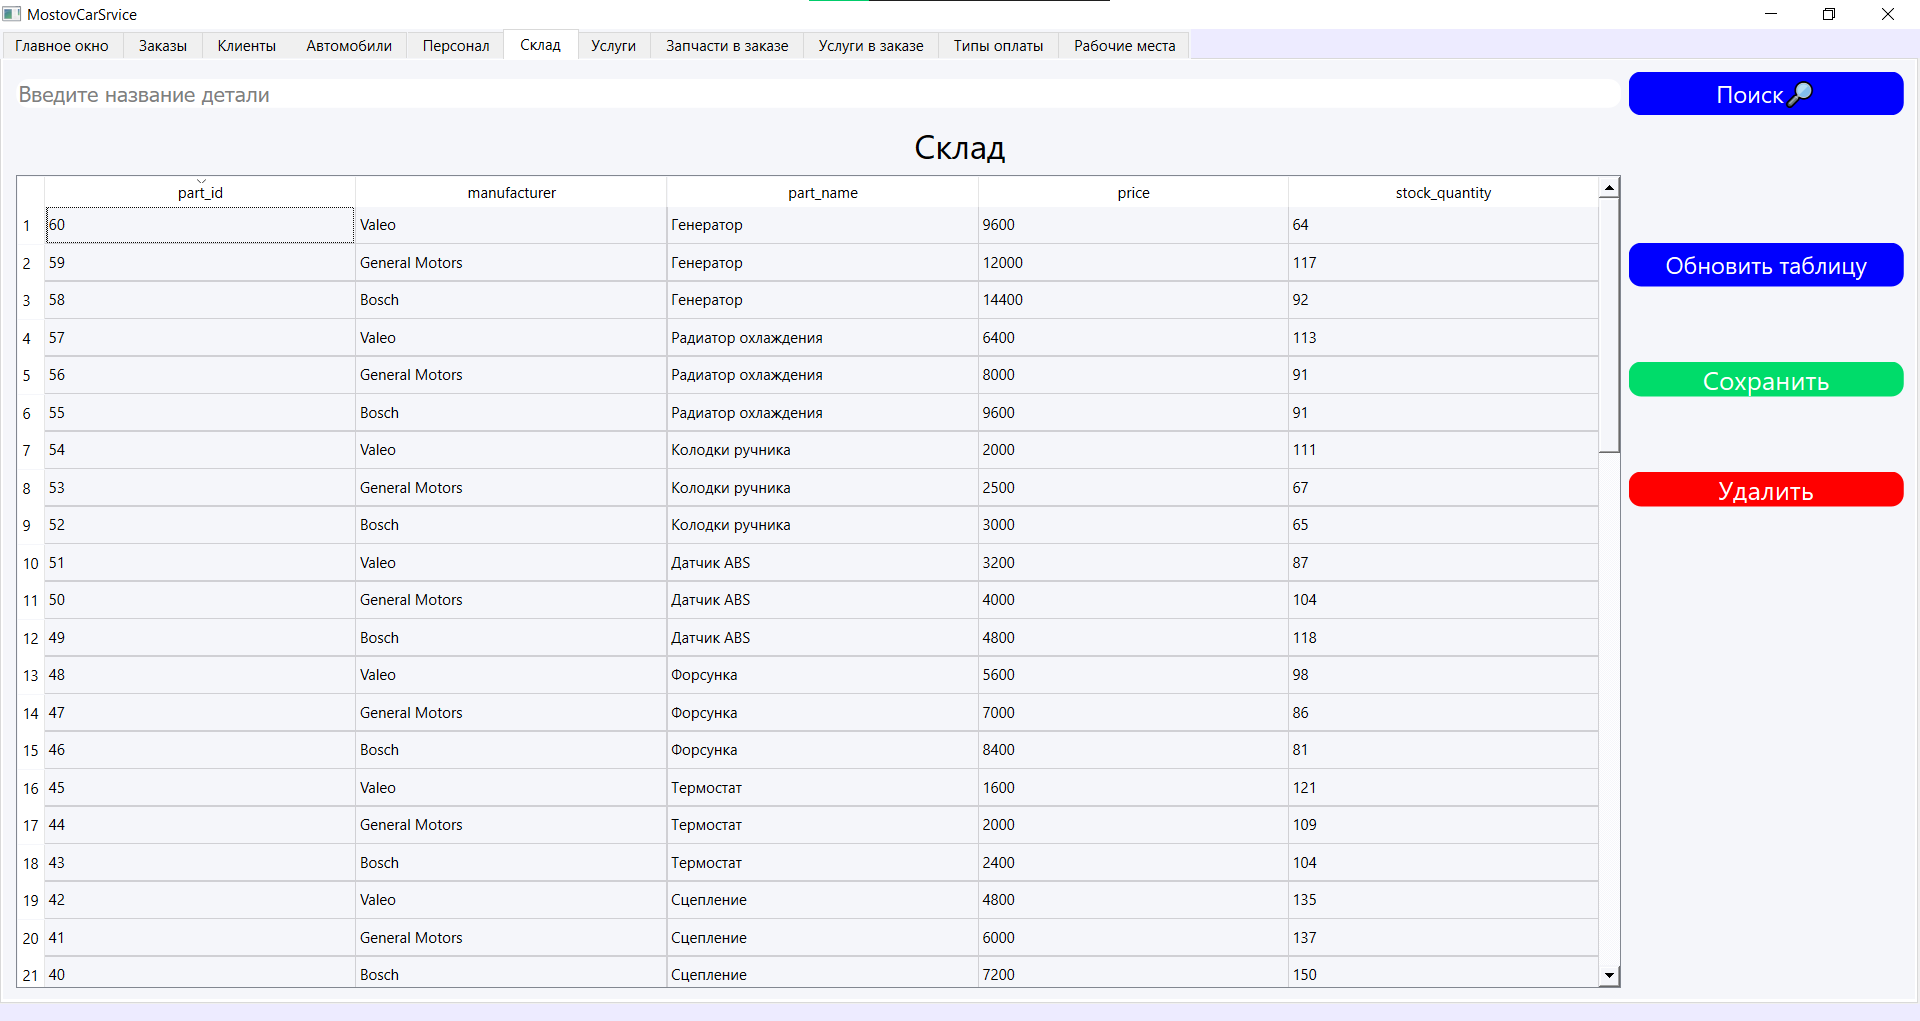 MostovCarSrvice
Главное окно Заказы Клиенты Автомобили Персонал Склад Услуги Запчасти в заказе Услуги в заказе Типы оплаты Рабочие места
Введите название детали Поиск
Склад
part_id manufacturer part_name price stock_quantity
1 60 Valeo Генератор 9600 64
2 59 General Motors Генератор 12000 117
Обновить таблицу
3 58 Bosch Генератор 14400 92
4 57 Valeo Радиатор охлаждения 6400 113
5 56 General Motors Радиатор охлаждения 8000 91
Сохранить
6 55 Bosch Радиатор охлаждения 9600 91
7 54 Valeo Колодки ручника 2000 111
8 53 General Motors Колодки ручника 2500 67
Удалить
9 52 Bosch Колодки ручника 3000 65
10 51 Valeo Датчик ABS 3200 87
11 50 General Motors Датчик ABS 4000 104
12 49 Bosch Датчик ABS 4800 118
13 48 Valeo Форсунка 5600 98
14 47 General Motors Форсунка 7000 86
15 46 Bosch Форсунка 8400 81
16 45 Valeo Термостат 1600 121
17 44 General Motors Термостат 2000 109
18 43 Bosch Термостат 2400 104
19 42 Valeo Сцепление 4800 135
20 41 General Motors Сцепление 6000 137
21 40 Bosch Сцепление 7200 150